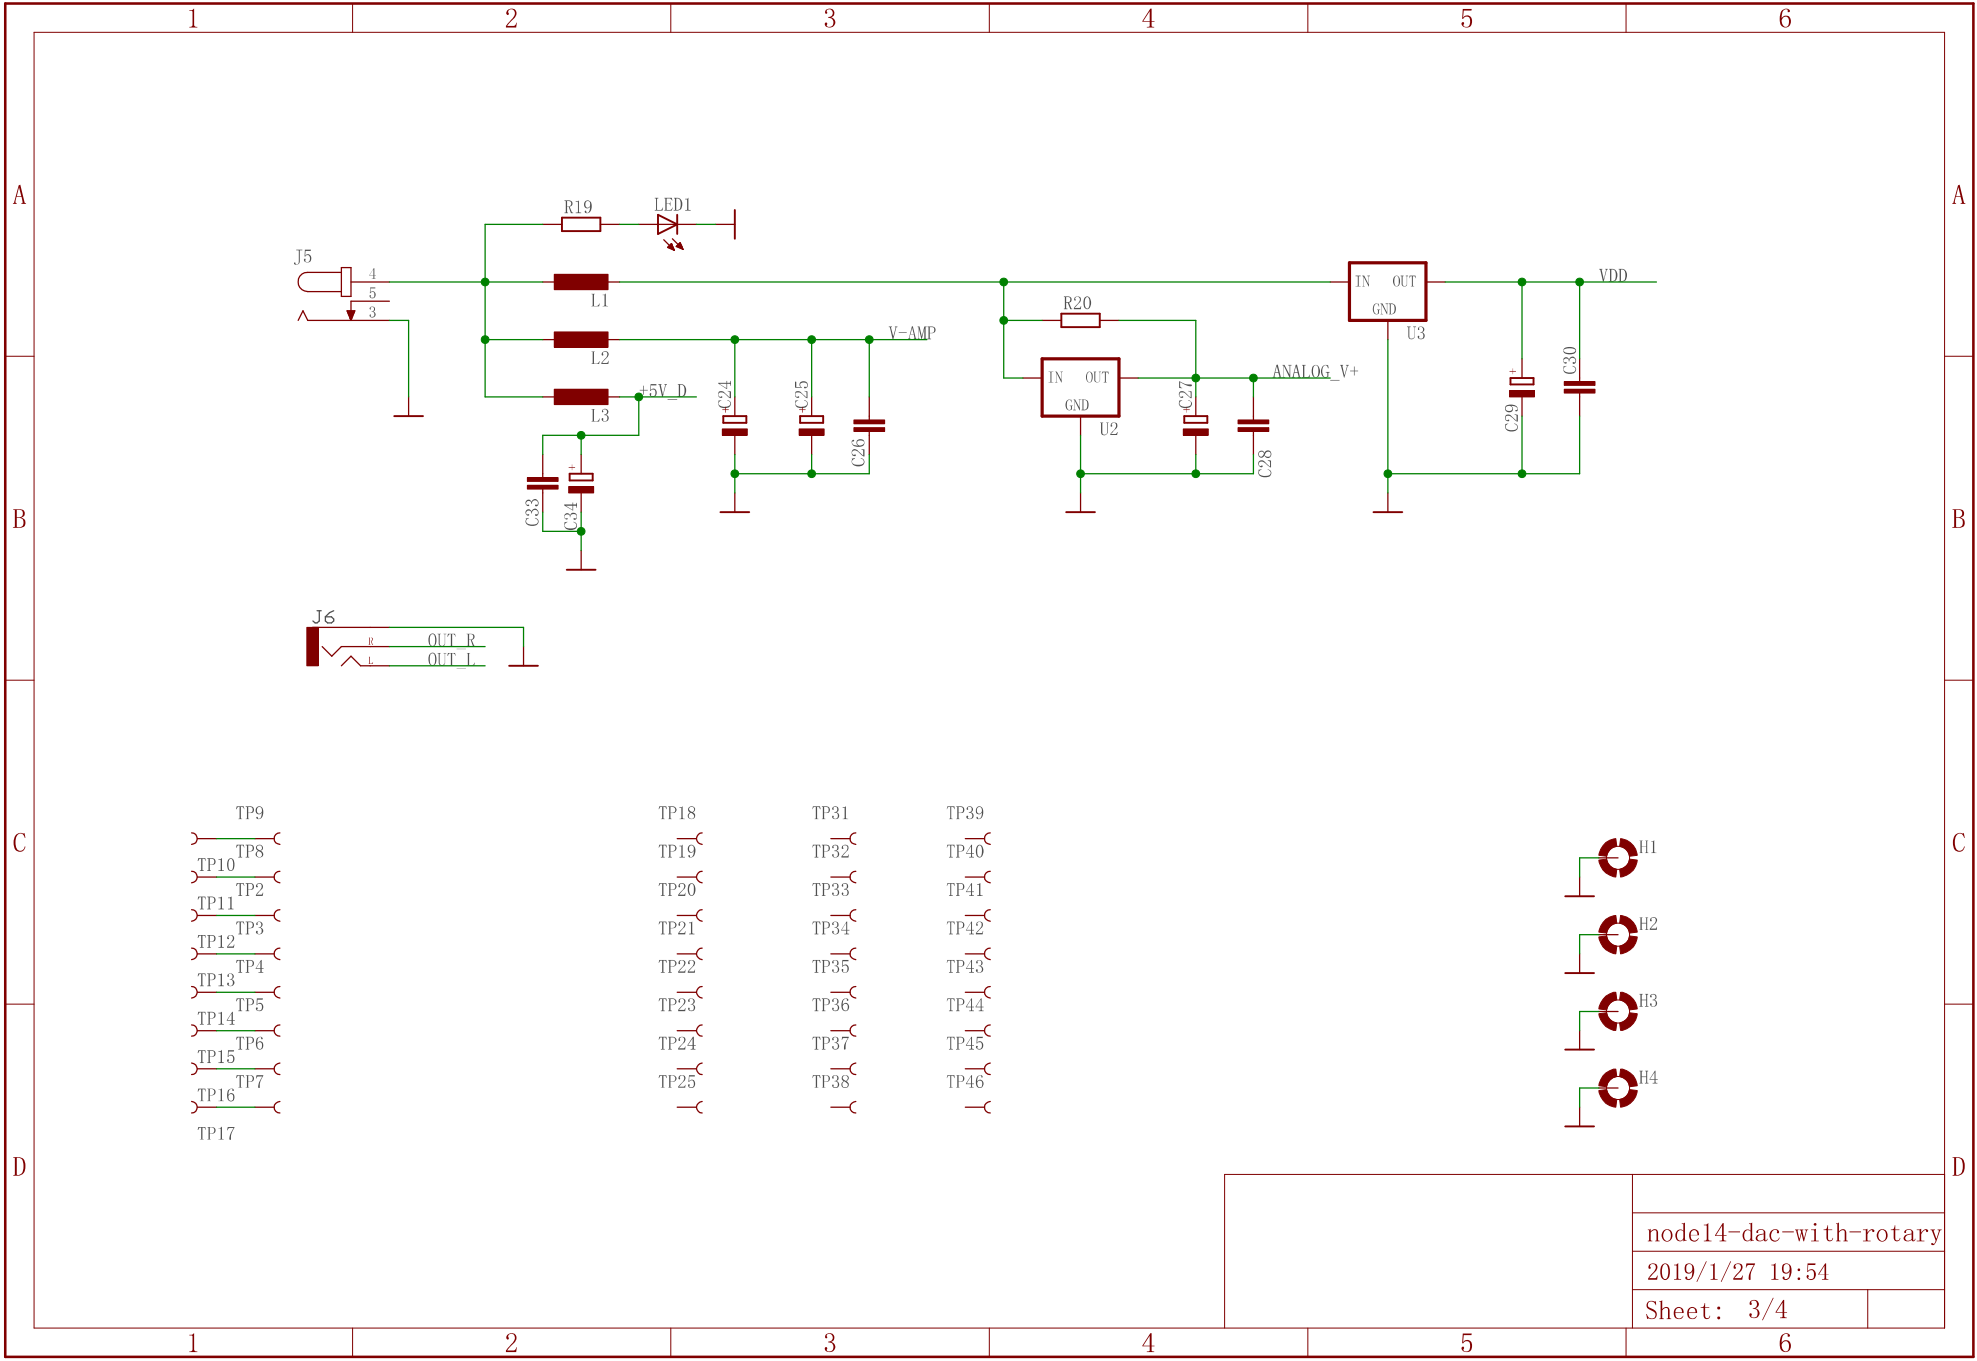 1 2 3 4 5 6
A A
R19 LED1
J5
4
5
3
L1
L2
L3
+5V_D
V-AMP
C24
C25
C26
C33
C34
R20
IN OUT
GND
U2
ANALOG_V+
C27
C28
IN OUT
GND
U3
VDD
C29
C30
B B
J6
R
L
OUT_R
OUT_L
C C
TP9
TP8
TP10
TP2
TP11
TP3
TP12
TP4
TP13
TP5
TP14
TP6
TP15
TP7
TP16
TP17
TP18
TP19
TP20
TP21
TP22
TP23
TP24
TP25
TP31
TP32
TP33
TP34
TP35
TP36
TP37
TP38
TP39
TP40
TP41
TP42
TP43
TP44
TP45
TP46
H1
H2
H3
H4
D D
node14-dac-with-rotary
2019/1/27 19:54
Sheet: 3/4
1 2 3 4 5 6